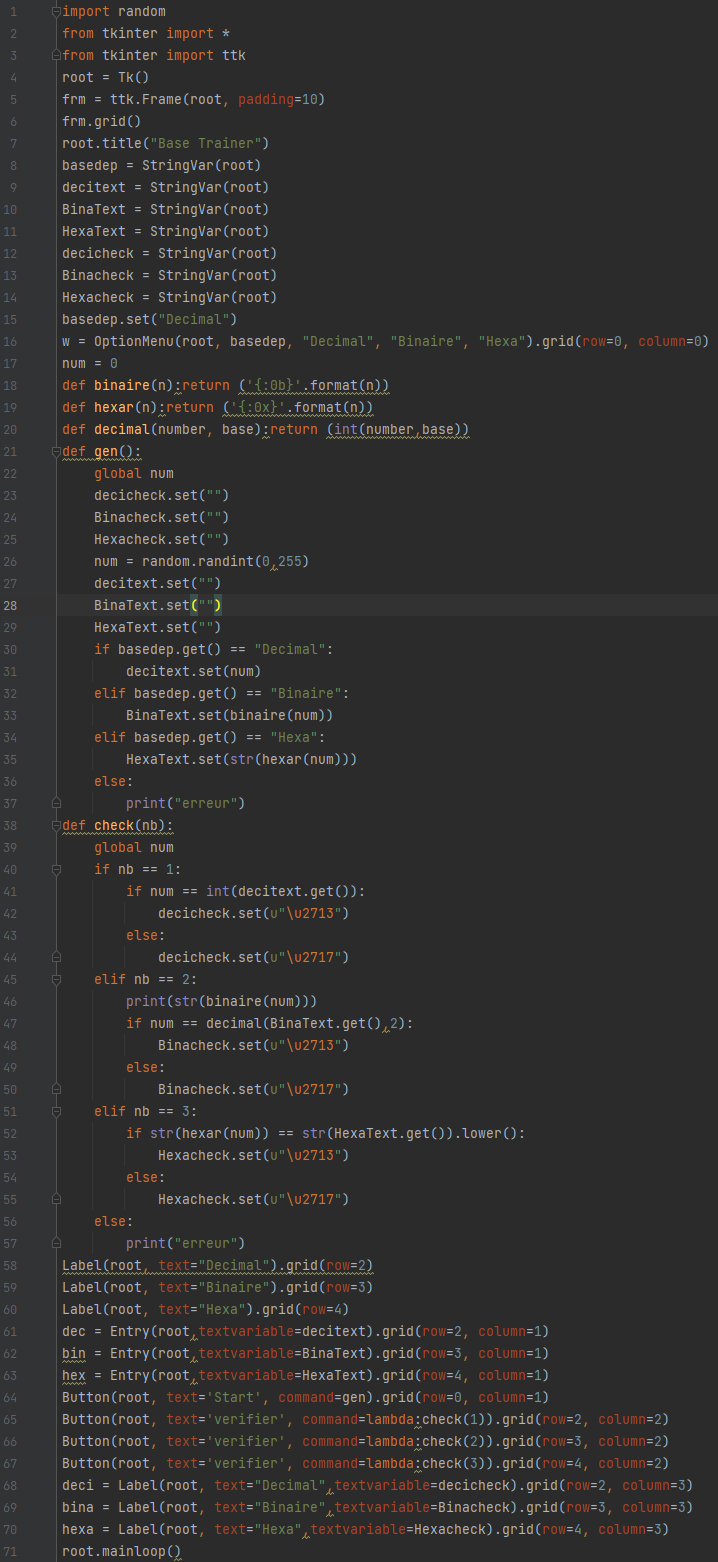 1 import random
2 from tkinter import *
3 from tkinter import ttk
4 root = Tk()
5 frm = ttk.Frame(root, padding=10)
6 frm.grid()
7 root.title("Base Trainer")
8 basedep = StringVar(root)
9 decitext = StringVar(root)
10 BinaText = StringVar(root)
11 HexaText = StringVar(root)
12 decicheck = StringVar(root)
13 Binacheck = StringVar(root)
14 Hexacheck = StringVar(root)
15 basedep.set("Decimal")
16 w = OptionMenu(root, basedep, "Decimal", "Binaire", "Hexa").grid(row=0, column=0)
17 num = 0
18 def binaire(n):return ('{:0b}'.format(n))
19 def hexar(n):return ('{:0x}'.format(n))
20 def decimal(number, base):return (int(number,base))
21 def gen():
22     global num
23     decicheck.set("")
24     Binacheck.set("")
25     Hexacheck.set("")
26     num = random.randint(0,255)
27     decitext.set("")
28     BinaText.set("")
29     HexaText.set("")
30     if basedep.get() == "Decimal":
31         decitext.set(num)
32     elif basedep.get() == "Binaire":
33         BinaText.set(binaire(num))
34     elif basedep.get() == "Hexa":
35         HexaText.set(str(hexar(num)))
36     else:
37         print("erreur")
38 def check(nb):
39     global num
40     if nb == 1:
41         if num == int(decitext.get()):
42             decicheck.set(u"\u2713")
43         else:
44             decicheck.set(u"\u2717")
45     elif nb == 2:
46         print(str(binaire(num)))
47         if num == decimal(BinaText.get(),2):
48             Binacheck.set(u"\u2713")
49         else:
50             Binacheck.set(u"\u2717")
51     elif nb == 3:
52         if str(hexar(num)) == str(HexaText.get()).lower():
53             Hexacheck.set(u"\u2713")
54         else:
55             Hexacheck.set(u"\u2717")
56     else:
57         print("erreur")
58 Label(root, text="Decimal").grid(row=2)
59 Label(root, text="Binaire").grid(row=3)
60 Label(root, text="Hexa").grid(row=4)
61 dec = Entry(root,textvariable=decitext).grid(row=2, column=1)
62 bin = Entry(root,textvariable=BinaText).grid(row=3, column=1)
63 hex = Entry(root,textvariable=HexaText).grid(row=4, column=1)
64 Button(root, text='Start', command=gen).grid(row=0, column=1)
65 Button(root, text='verifier', command=lambda:check(1)).grid(row=2, column=2)
66 Button(root, text='verifier', command=lambda:check(2)).grid(row=3, column=2)
67 Button(root, text='verifier', command=lambda:check(3)).grid(row=4, column=2)
68 deci = Label(root, text="Decimal",textvariable=decicheck).grid(row=2, column=3)
69 bina = Label(root, text="Binaire",textvariable=Binacheck).grid(row=3, column=3)
70 hexa = Label(root, text="Hexa",textvariable=Hexacheck).grid(row=4, column=3)
71 root.mainloop()